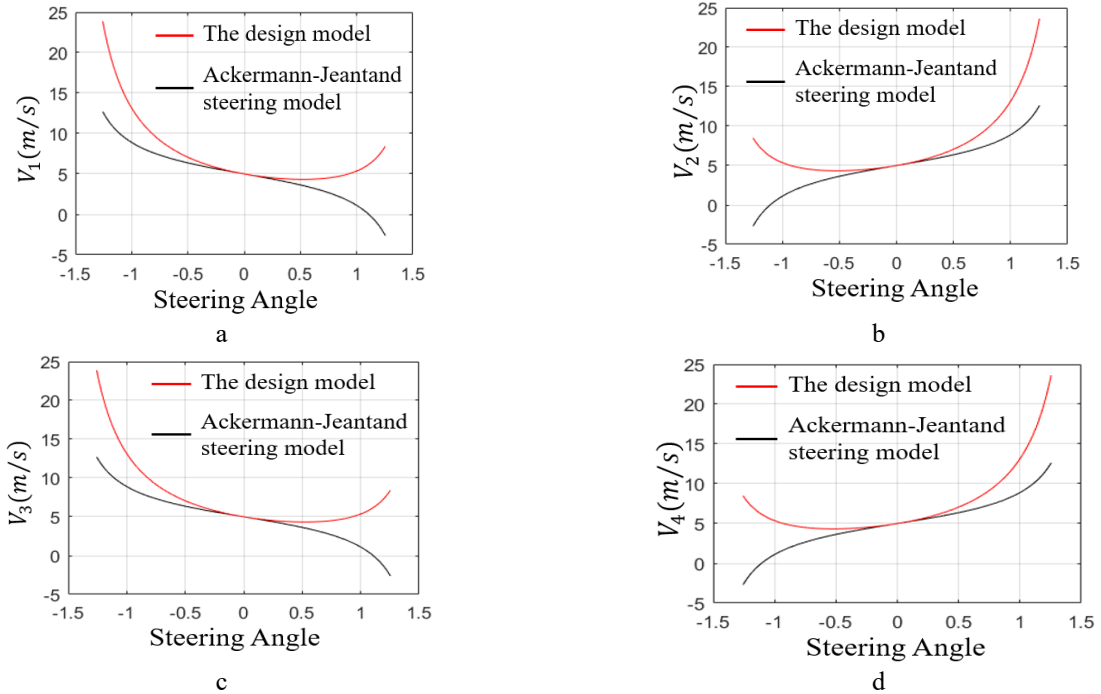 25
20
15
10
5
0
-5
V1(m/s)
The design model
Ackermann-Jeantand
steering model
-1.5 -1 -0.5 0 0.5 1 1.5
Steering Angle
a
25
20
15
10
5
0
-5
V2(m/s)
The design model
Ackermann-Jeantand
steering model
-1.5 -1 -0.5 0 0.5 1 1.5
Steering Angle
b
25
20
15
10
5
0
-5
V3(m/s)
The design model
Ackermann-Jeantand
steering model
-1.5 -1 -0.5 0 0.5 1 1.5
Steering Angle
c
25
20
15
10
5
0
-5
V4(m/s)
The design model
Ackermann-Jeantand
steering model
-1.5 -1 -0.5 0 0.5 1 1.5
Steering Angle
d